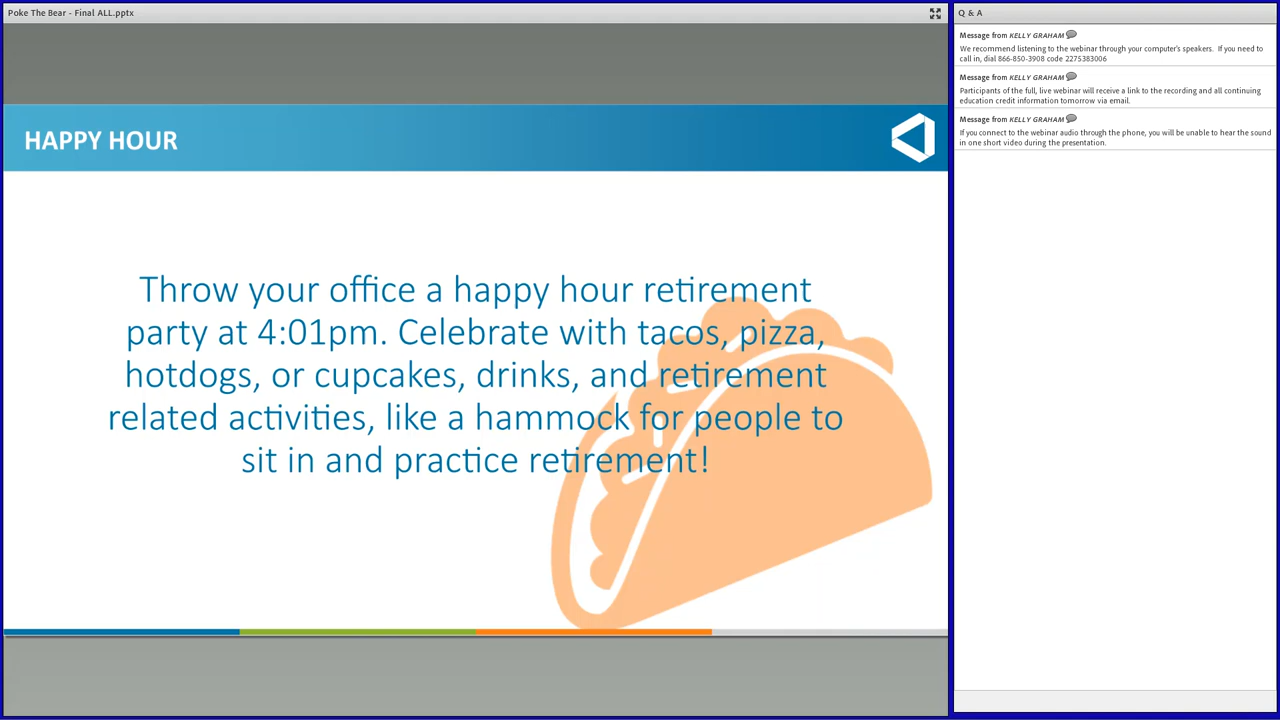 Poke The Bear - Final ALL.pptx
HAPPY HOUR
Throw your office a happy hour retirement
party at 4:01pm. Celebrate with tacos, pizza,
hotdogs, or cupcakes, drinks, and retirement
related activities, like a hammock for people to
sit in and practice retirement!
Q & A
Message from KELLY GRAHAM
We recommend listening to the webinar through your computer's speakers. If you need to
call in, dial 866-850-3908 code 2275383006
Message from KELLY GRAHAM
Participants of the full, live webinar will receive a link to the recording and all continuing
education credit information tomorrow via email.
Message from KELLY GRAHAM
If you connect to the webinar audio through the phone, you will be unable to hear the sound
in one short video during the presentation.